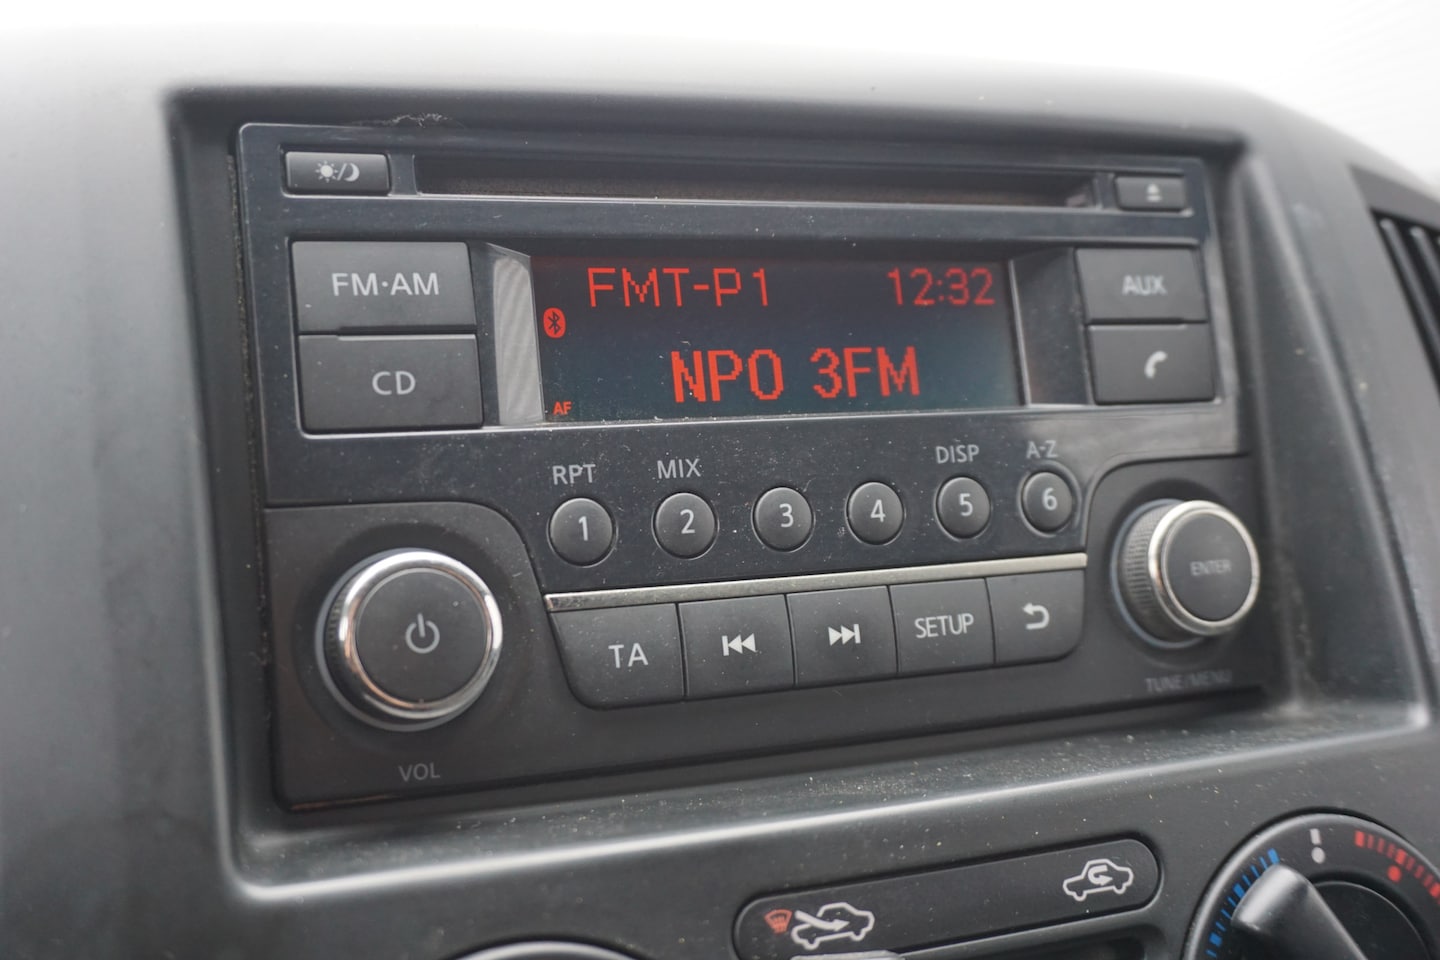 FM·AM
CD
FMT-P1 12:32
NPO 3FM
AF
AUX
RPT MIX DISP A-Z
1 2 3 4 5 6
TA SETUP
ENTER
TUNE/MENU
VOL